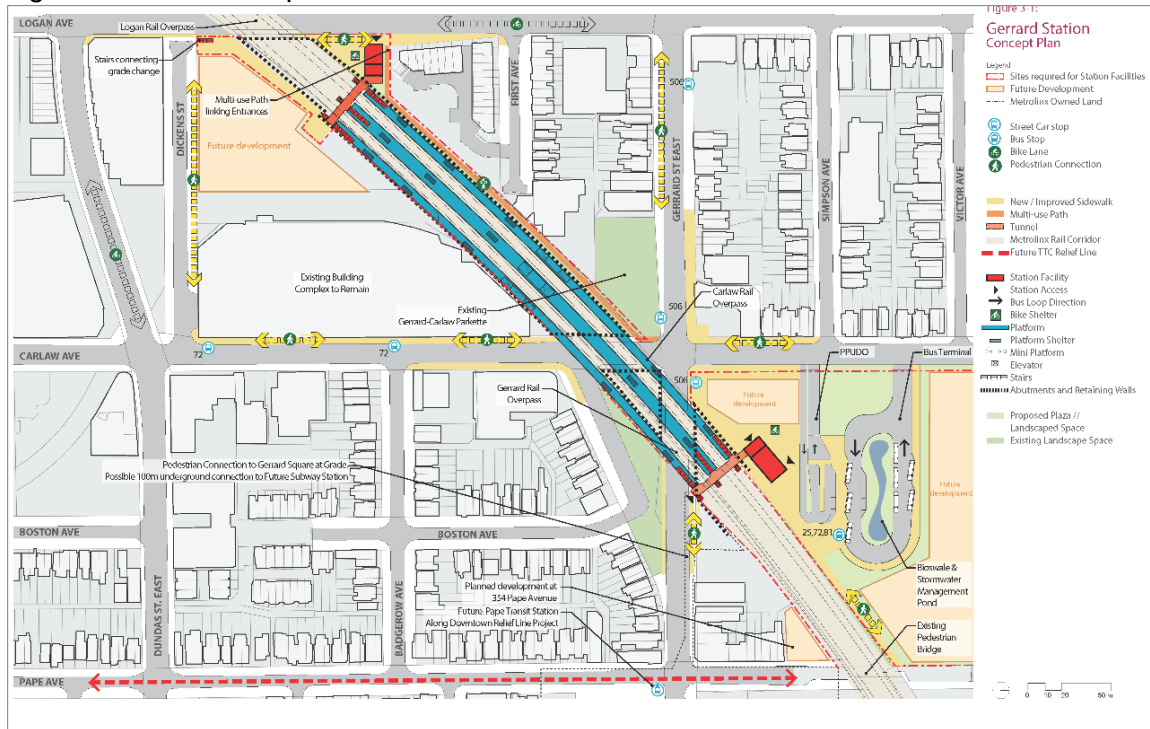 LOGAN AVE
Logan Rail Overpass
Stairs connecting
grade change
DICKENS ST
Multi-use Path
linking Entrances
Future development
FIRST AVE
506
GERRARD ST EAST
SIMPSON AVE
VICTOR AVE
Existing Building
Complex to Remain
Existing
Gerrard-Carlaw Parkette
506
Carlaw Rail
Overpass
CARLAW AVE
72
72
506
PPUDO
Bus Terminal
Gerrard Rail
Overpass
Future
development
Future
development
Pedestrian Connection to Gerrard Square at Grade
Possible 100m underground connection to Future Subway Station
BOSTON AVE
BOSTON AVE
25,72,81
DUNDAS ST. EAST
BADGEROW AVE
Planned development at
354 Pape Avenue
Future Pape Transit Station
Along Downtown Relief Line Project
Bioswale &
Stormwater
Management
Pond
Existing
Pedestrian
Bridge
PAPE AVE
Figure 3-1:
Gerrard Station
Concept Plan
Legend
Sites required for Station Facilities
Future Development
Metrolinx Owned Land
Street Car stop
Bus Stop
Bike Lane
Pedestrian Connection
New / Improved Sidewalk
Multi-use Path
Tunnel
Metrolinx Rail Corridor
Future TTC Relief Line
Station Facility
Station Access
Bus Loop Direction
Bike Shelter
Platform
Platform Shelter
Mini Platform
Elevator
Stairs
Abutments and Retaining Walls
Proposed Plaza //
Landscaped Space
Existing Landscape Space
0 10 20 50 m